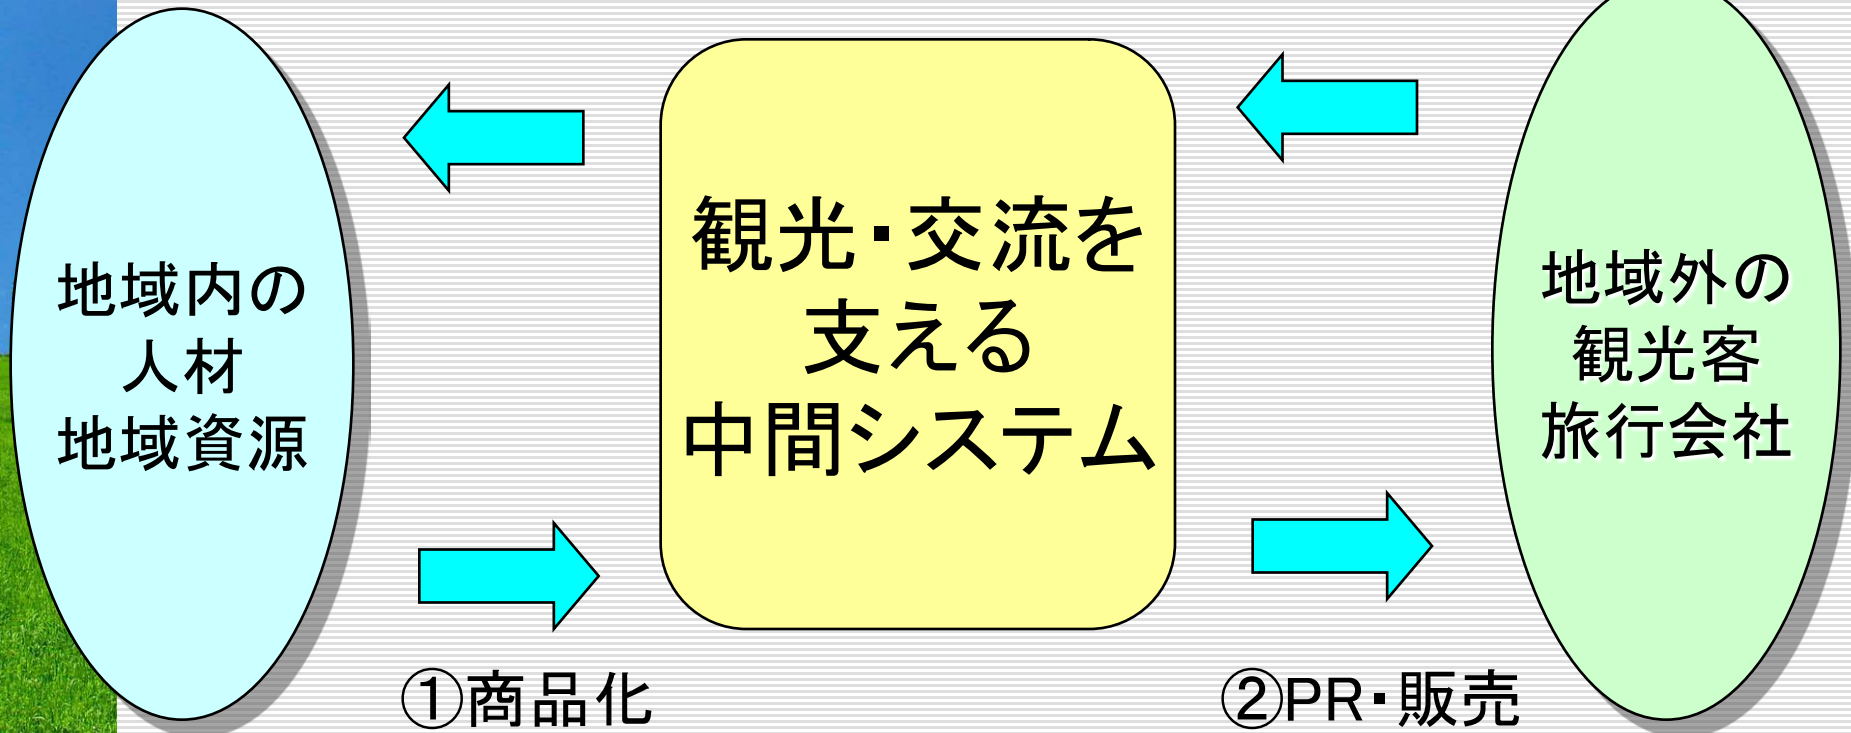 地域内の
人材
地域資源
観光・交流を
支える
中間システム
地域外の
観光客
旅行会社
①商品化
②PR・販売